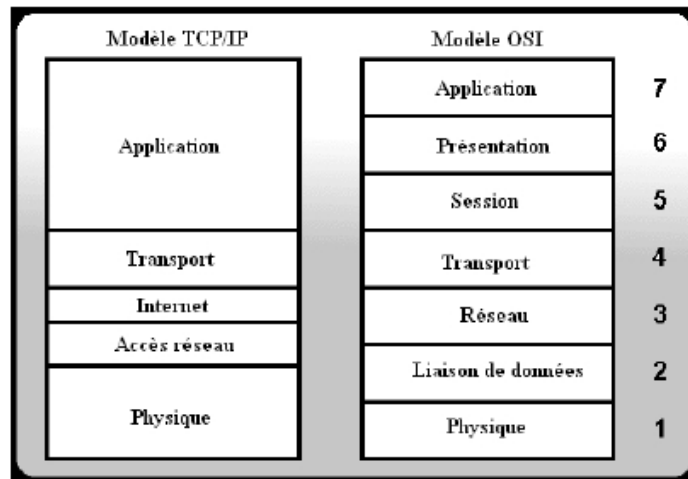 Modèle TCP/IP
Application
Transport
Internet
Accès réseau
Physique
Modèle OSI
Application 7
Présentation 6
Session 5
Transport 4
Réseau 3
Liaison de données 2
Physique 1